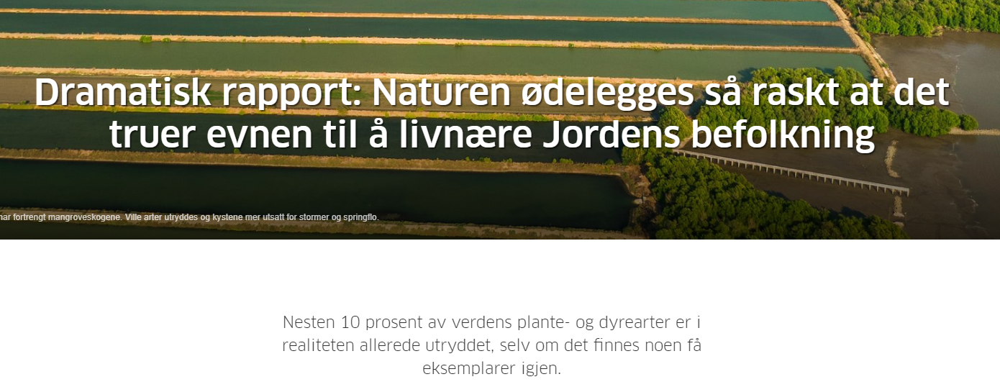 Dramatisk rapport: Naturen ødelegges så raskt at det
truer evnen til å livnære Jordens befolkning
fortrengt mangroveskogene. Ville arter utryddes og kystene mer utsatt for stormer og springflo.
Nesten 10 prosent av verdens plante- og dyrearter er i
realiteten allerede utryddet, selv om det finnes noen få
eksemplarer igjen.